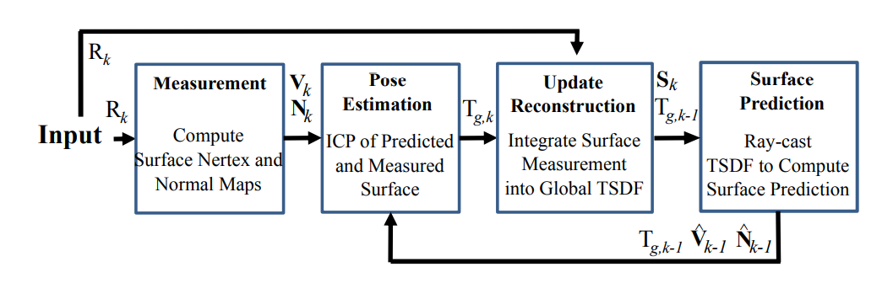 R_k
Input
R_k
Measurement
Compute
Surface Nertex and
Normal Maps
V_k
N_k
Pose
Estimation
ICP of Predicted
and Measured
Surface
T_{g,k}
Update
Reconstruction
Integrate Surface
Measurement
into Global TSDF
S_k
T_{g,k-1}
Surface
Prediction
Ray-cast
TSDF to Compute
Surface Prediction
T_{g,k-1} V̂_{k-1} N̂_{k-1}